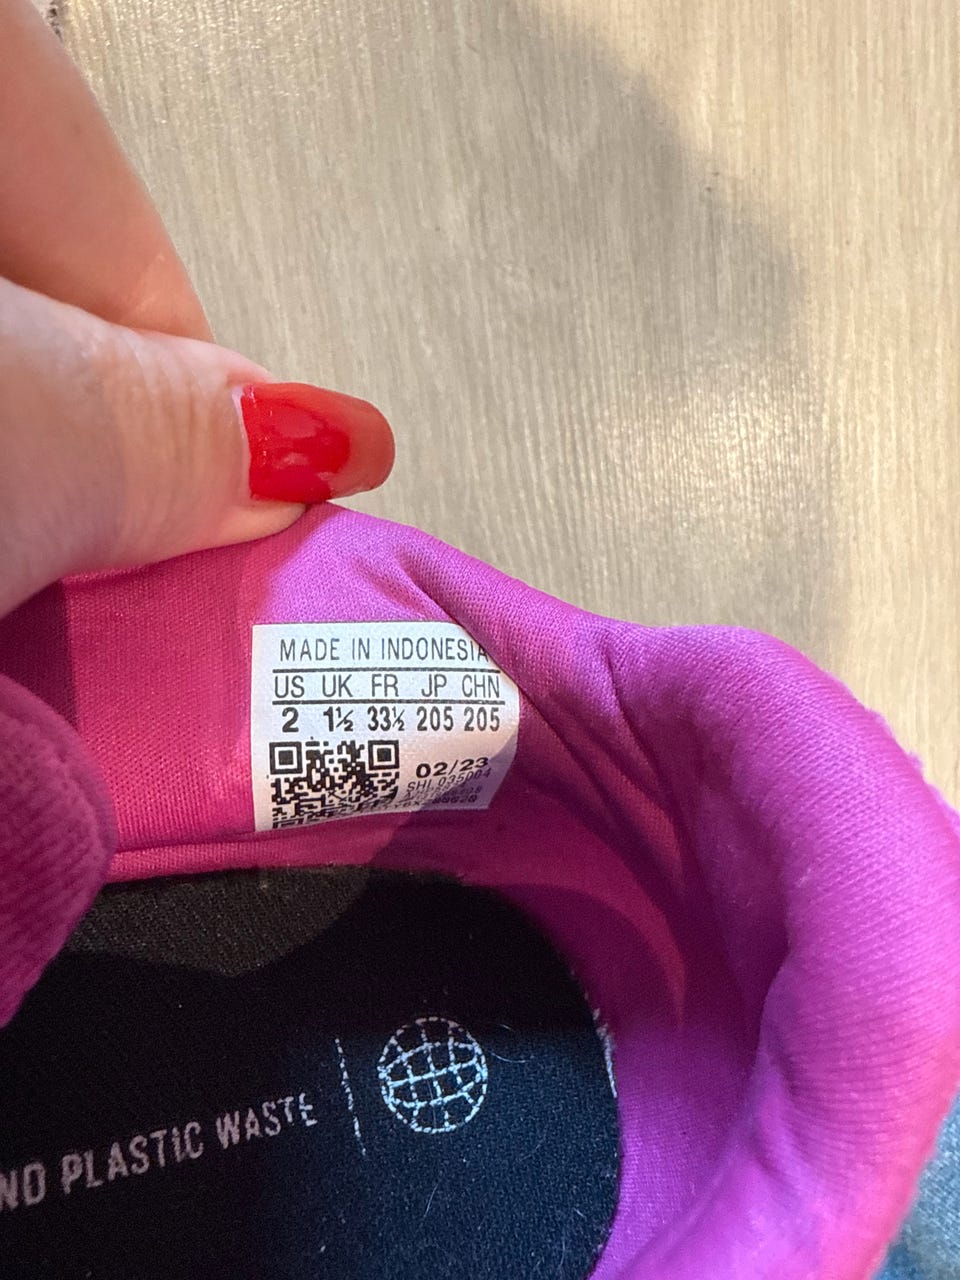 MADE IN INDONESIA
US UK FR JP CHN
2 1½ 33½ 205 205
02/23
SHL 035004
ND PLASTIC WASTE